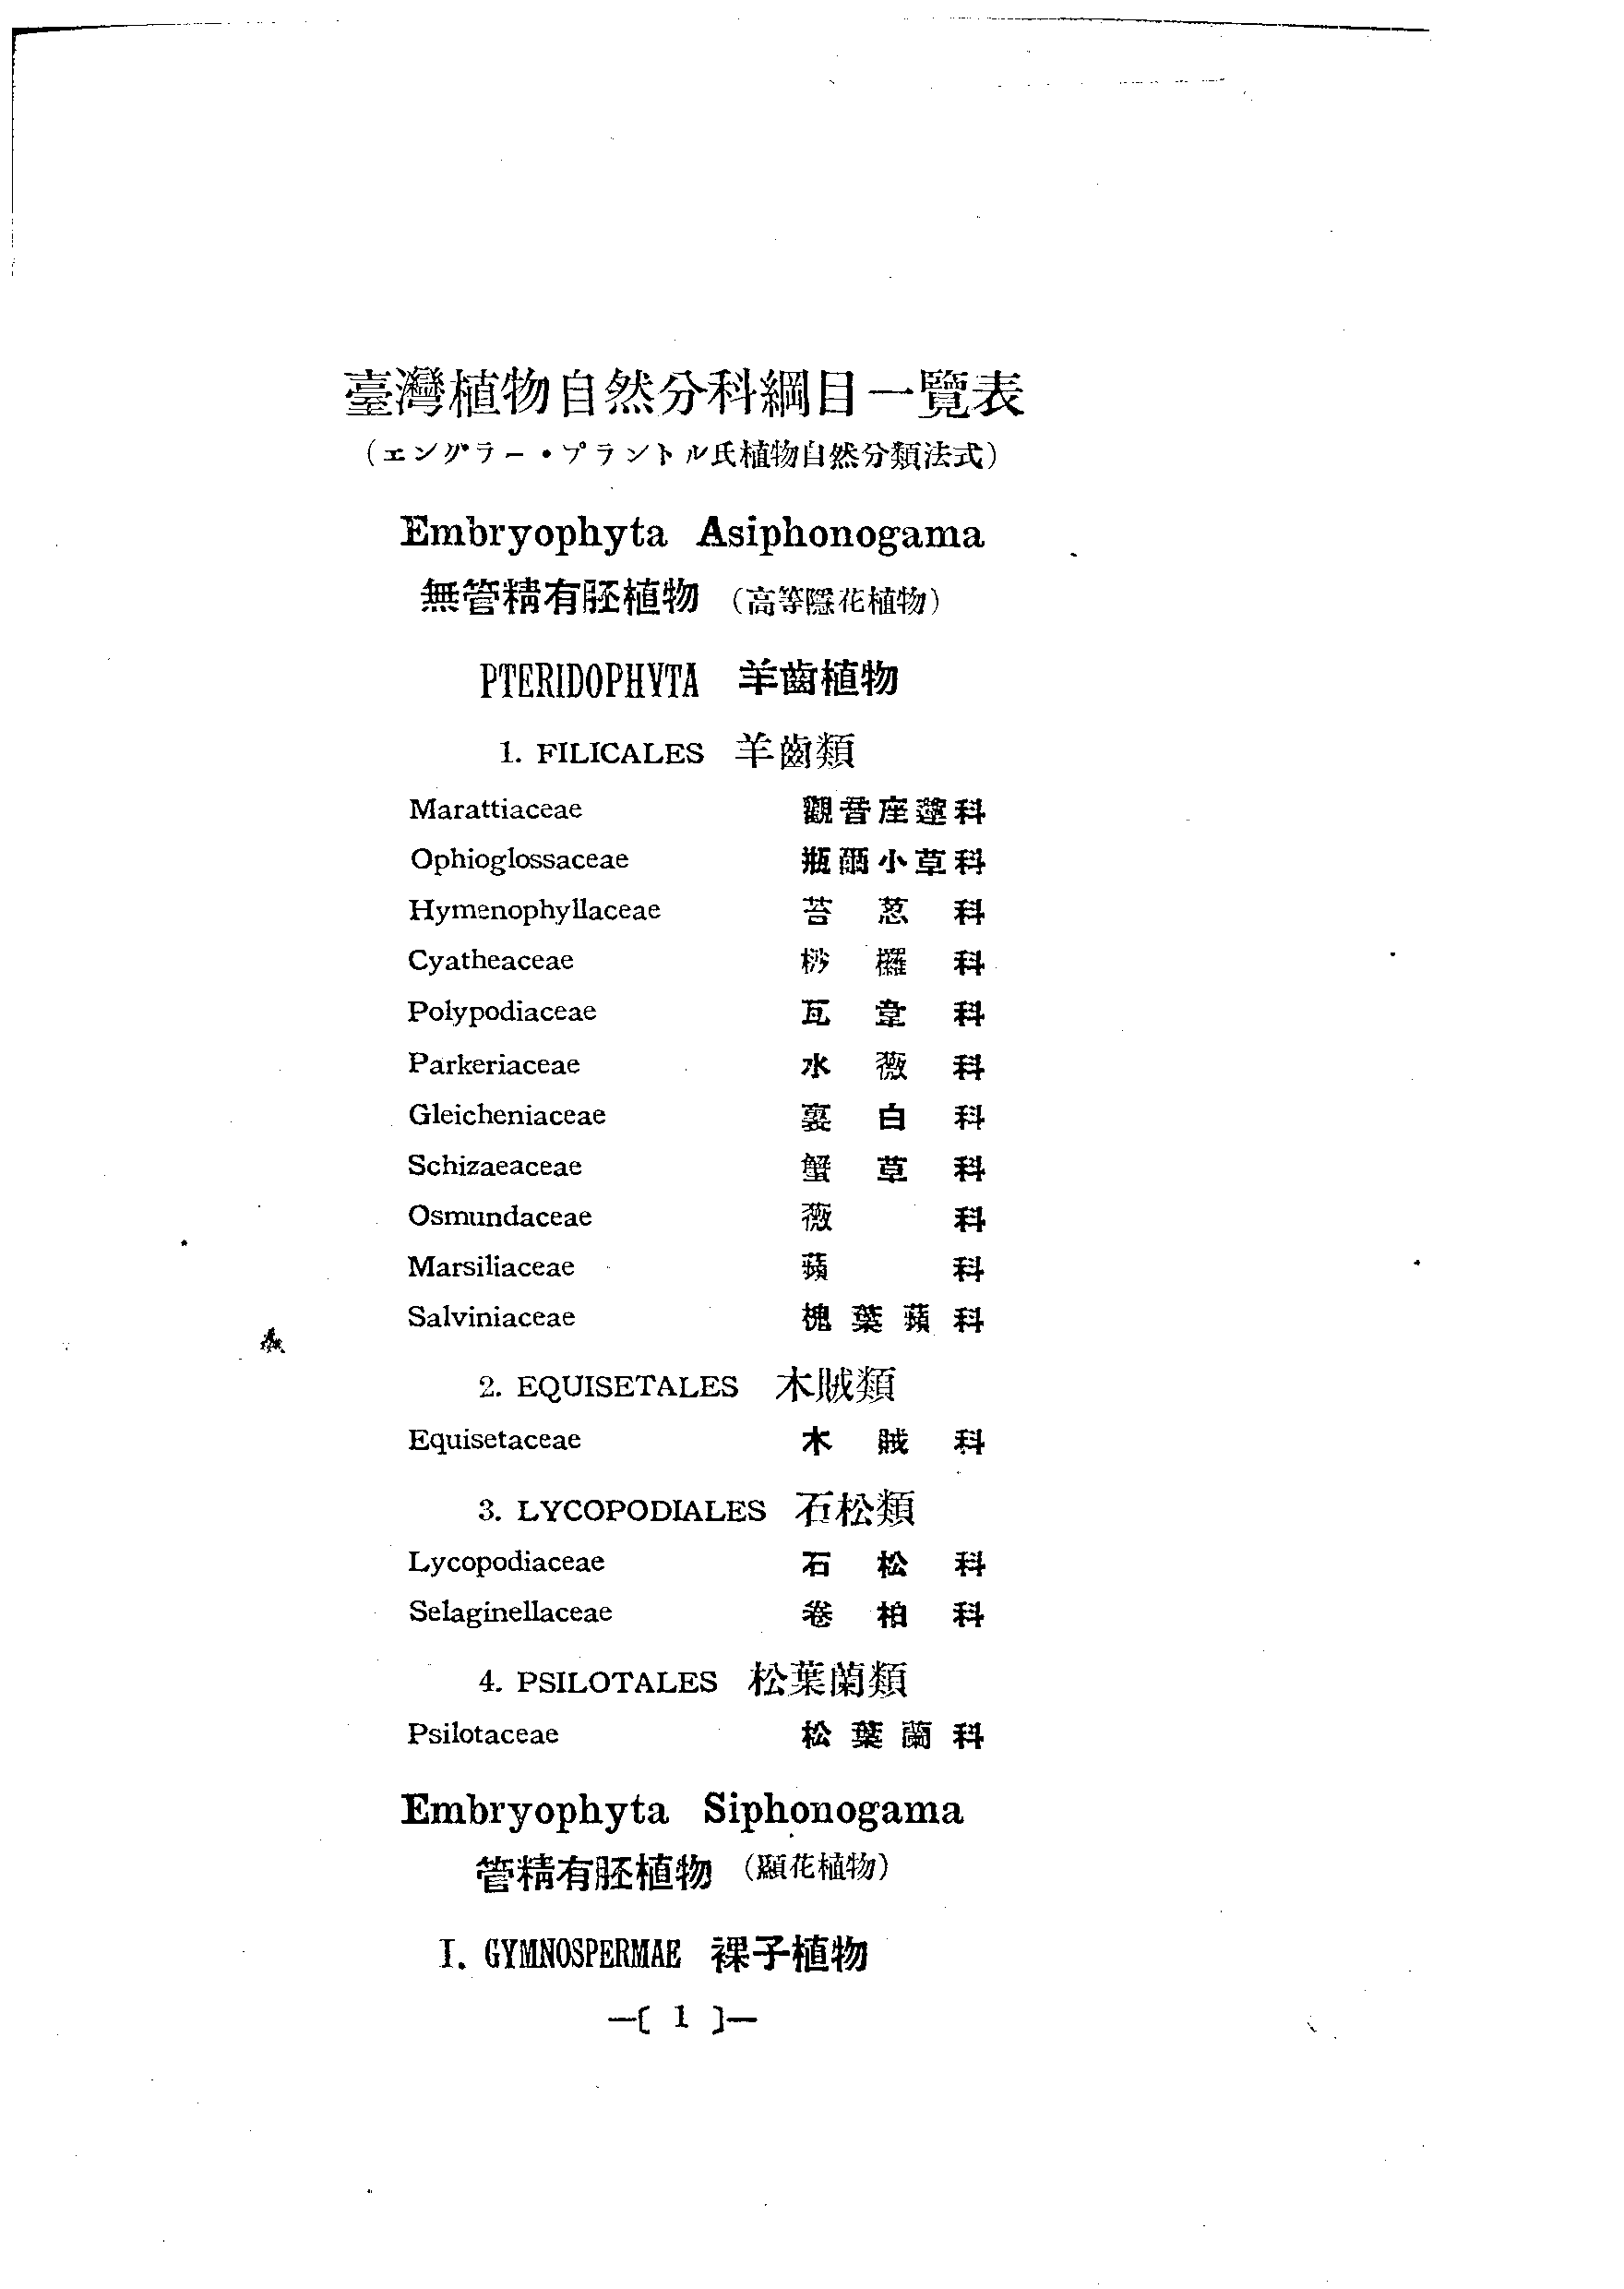 臺灣植物自然分科綱目一覽表
(エングラー・プラントル氏植物自然分類法式)
Embryophyta Asiphonogama
無管精有胚植物 (高等隱花植物)
PTERIDOPHYTA 羊齒植物
1. FILICALES 羊齒類
Marattiaceae 觀音座蓮科
Ophioglossaceae 瓶爾小草科
Hymenophyllaceae 苔葱科
Cyatheaceae 桫欏科
Polypodiaceae 瓦韋科
Parkeriaceae 水薇科
Gleicheniaceae 裏白科
Schizaeaceae 蟹草科
Osmundaceae 薇科
Marsiliaceae 蘋科
Salviniaceae 槐葉蘋科
2. EQUISETALES 木賊類
Equisetaceae 木賊科
3. LYCOPODIALES 石松類
Lycopodiaceae 石松科
Selaginellaceae 卷柏科
4. PSILOTALES 松葉蘭類
Psilotaceae 松葉蘭科
Embryophyta Siphonogama
管精有胚植物 (顯花植物)
I. GYMNOSPERMAE 裸子植物
—[ 1 ]—